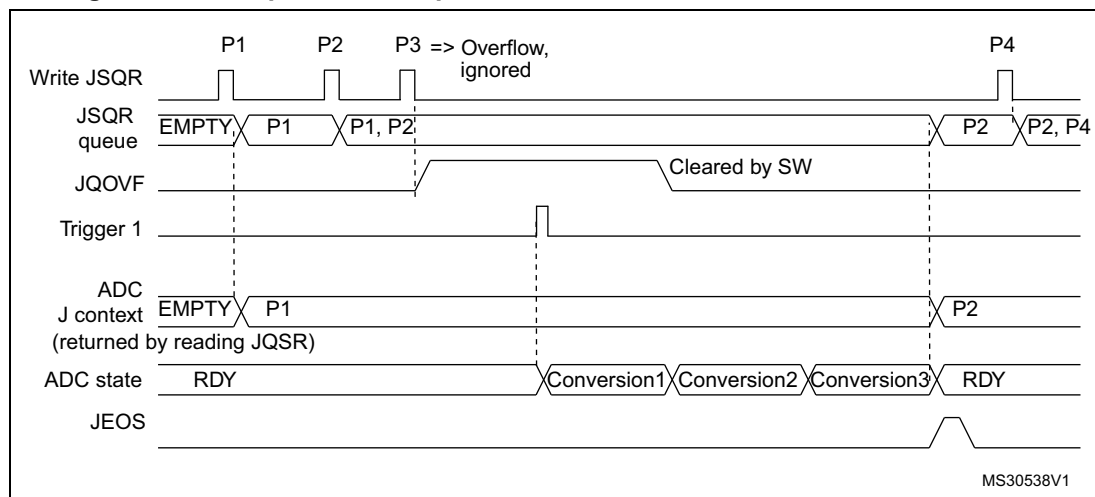 P1 P2 P3 => Overflow, P4
ignored
Write JSQR
JSQR
queue
EMPTY P1 P1, P2 P2 P2, P4
JQOVF
Cleared by SW
Trigger 1
ADC
J context
(returned by reading JQSR)
EMPTY P1 P2
ADC state RDY Conversion1 Conversion2 Conversion3 RDY
JEOS
MS30538V1